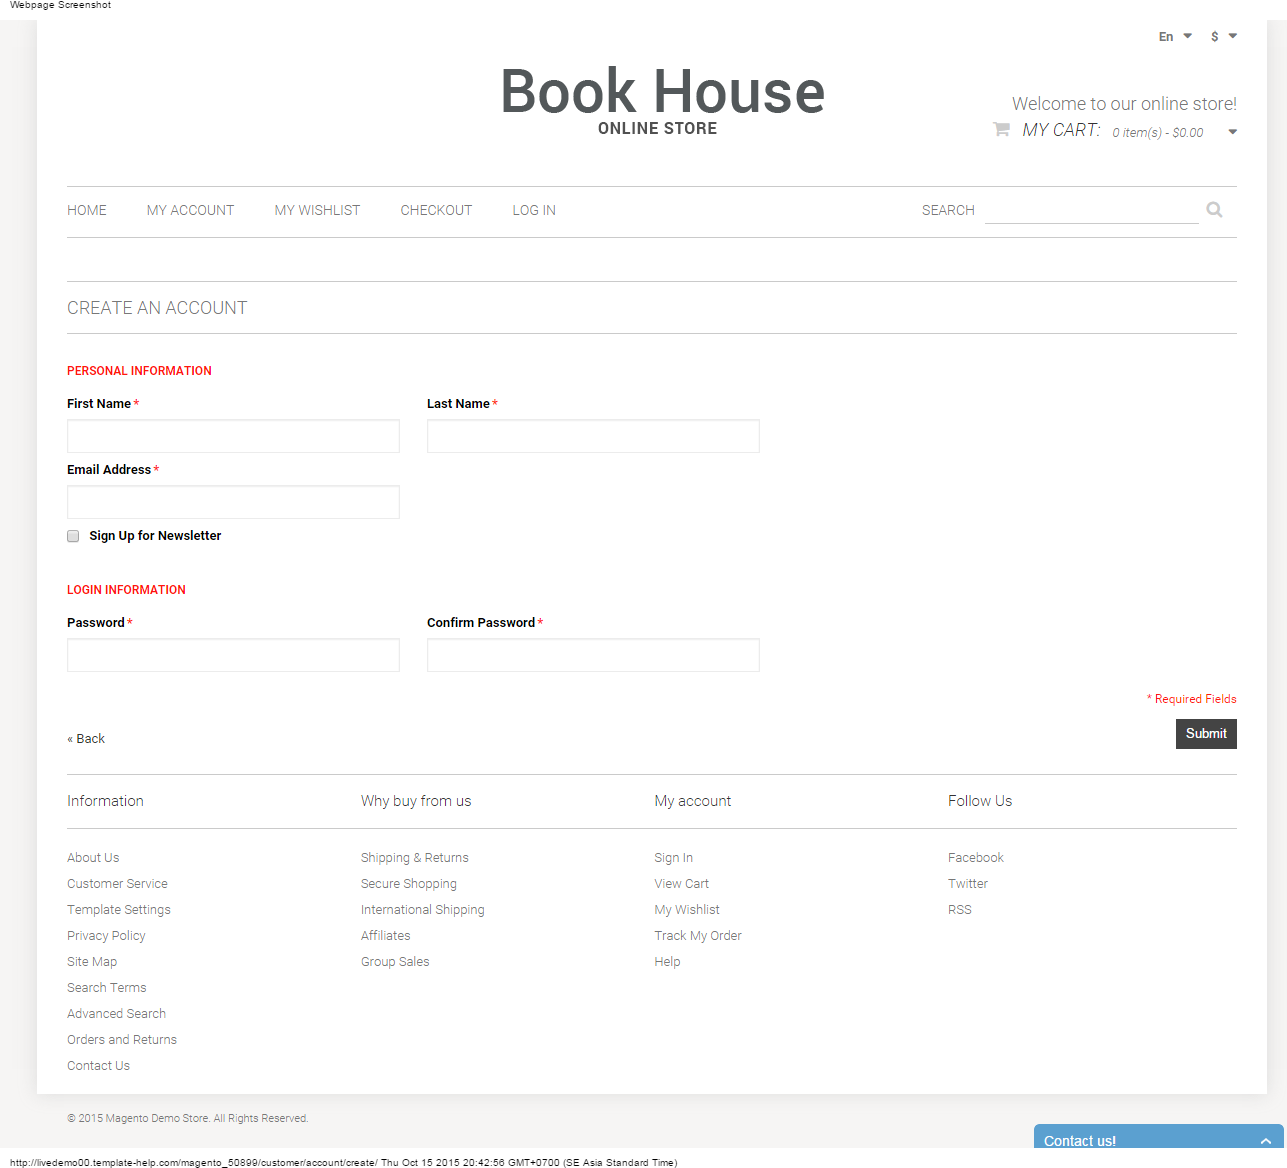 Webpage Screenshot
En $
Book House
ONLINE STORE
Welcome to our online store!
MY CART: 0 item(s) - $0.00
HOME MY ACCOUNT MY WISHLIST CHECKOUT LOG IN SEARCH
CREATE AN ACCOUNT
PERSONAL INFORMATION
First Name * Last Name *
Email Address *
Sign Up for Newsletter
LOGIN INFORMATION
Password * Confirm Password *
* Required Fields
« Back Submit
Information Why buy from us My account Follow Us
About Us Shipping & Returns Sign In Facebook
Customer Service Secure Shopping View Cart Twitter
Template Settings International Shipping My Wishlist RSS
Privacy Policy Affiliates Track My Order
Site Map Group Sales Help
Search Terms
Advanced Search
Orders and Returns
Contact Us
© 2015 Magento Demo Store. All Rights Reserved.
Contact us!
http://livedemo00.template-help.com/magento_50899/customer/account/create/ Thu Oct 15 2015 20:42:56 GMT+0700 (SE Asia Standard Time)